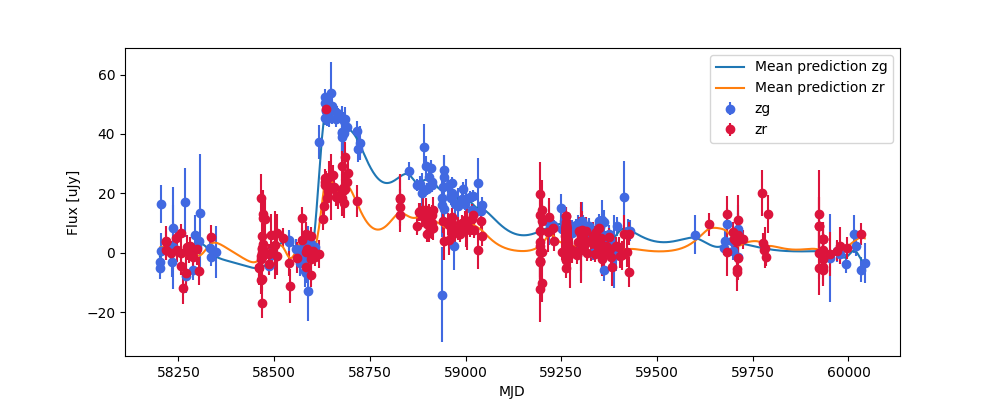 Mean prediction zg
Mean prediction zr
zg
zr
Flux [uJy]
60
40
20
0
−20
58250 58500 58750 59000 59250 59500 59750 60000
MJD